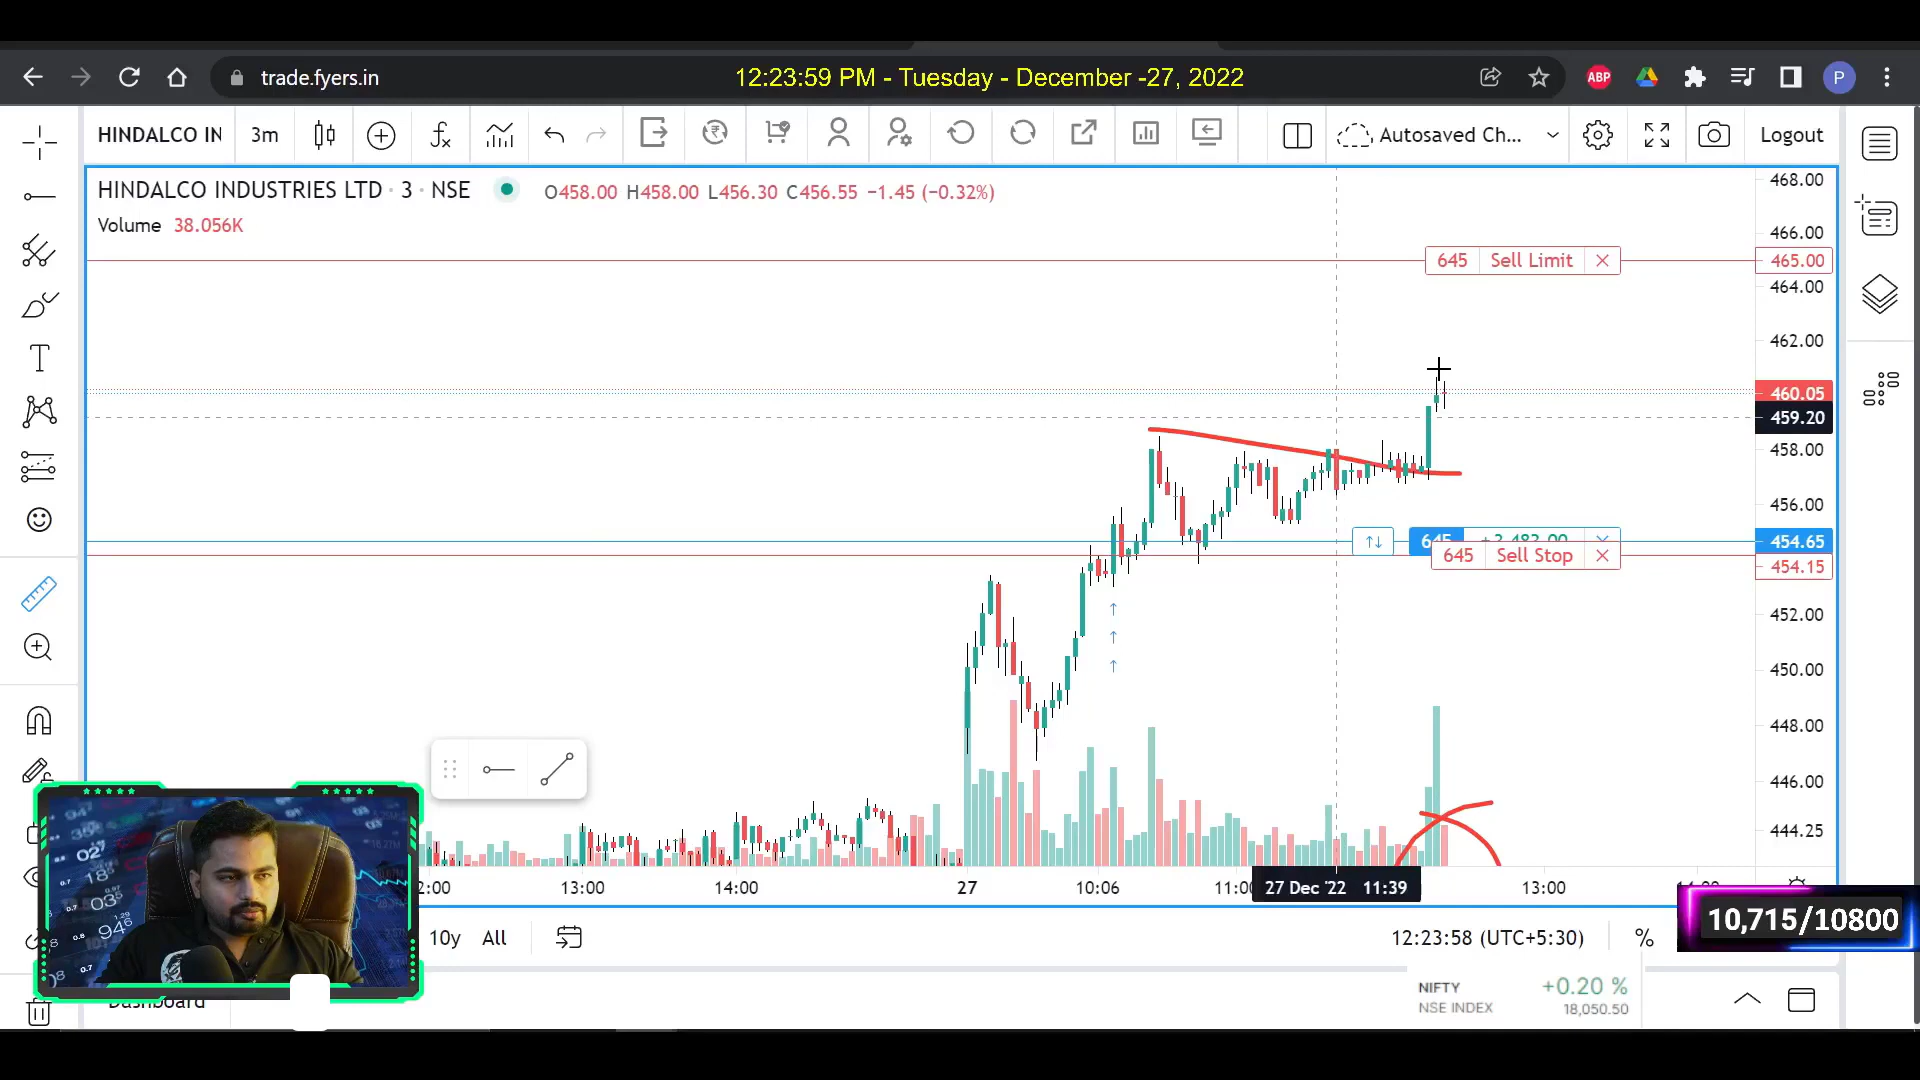 trade.fyers.in
12:23:59 PM - Tuesday - December -27, 2022
ABP
P
HINDALCO IN
3m
Autosaved Ch...
Logout
HINDALCO INDUSTRIES LTD · 3 · NSE
O458.00 H458.00 L456.30 C456.55 −1.45 (−0.32%)
Volume 38.056K
468.00
466.00
645 Sell Limit
465.00
464.00
462.00
460.05
459.20
458.00
456.00
645
454.65
645 Sell Stop
454.15
452.00
450.00
448.00
446.00
444.25
2:00
13:00
14:00
27
10:06
11:00
27 Dec '22 11:39
13:00
10,715/10800
10y All
12:23:58 (UTC+5:30)
%
NIFTY +0.20 %
NSE INDEX 18,050.50
Dashboard